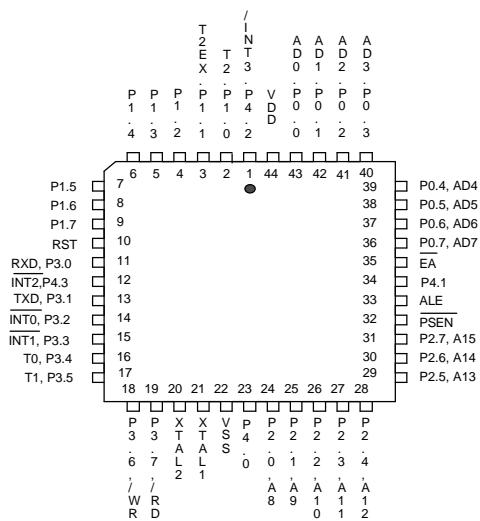 P1.4
P1.3
P1.2
T2EX.P1.1
T2.P1.0
/INT3.P4.2
VDD
AD0.P0.0
AD1.P0.1
AD2.P0.2
AD3.P0.3
6 5 4 3 2 1 44 43 42 41 40
P1.5 7
P1.6 8
P1.7 9
RST 10
RXD, P3.0 11
INT2,P4.3 12
TXD, P3.1 13
INT0, P3.2 14
INT1, P3.3 15
T0, P3.4 16
T1, P3.5 17
39 P0.4, AD4
38 P0.5, AD5
37 P0.6, AD6
36 P0.7, AD7
35 EA
34 P4.1
33 ALE
32 PSEN
31 P2.7, A15
30 P2.6, A14
29 P2.5, A13
18 19 20 21 22 23 24 25 26 27 28
P3.6,/WR
P3.7,/RD
XTAL2
XTAL1
VSS
P4.0
P2.0,A8
P2.1,A9
P2.2,A10
P2.3,A11
P2.4,A12